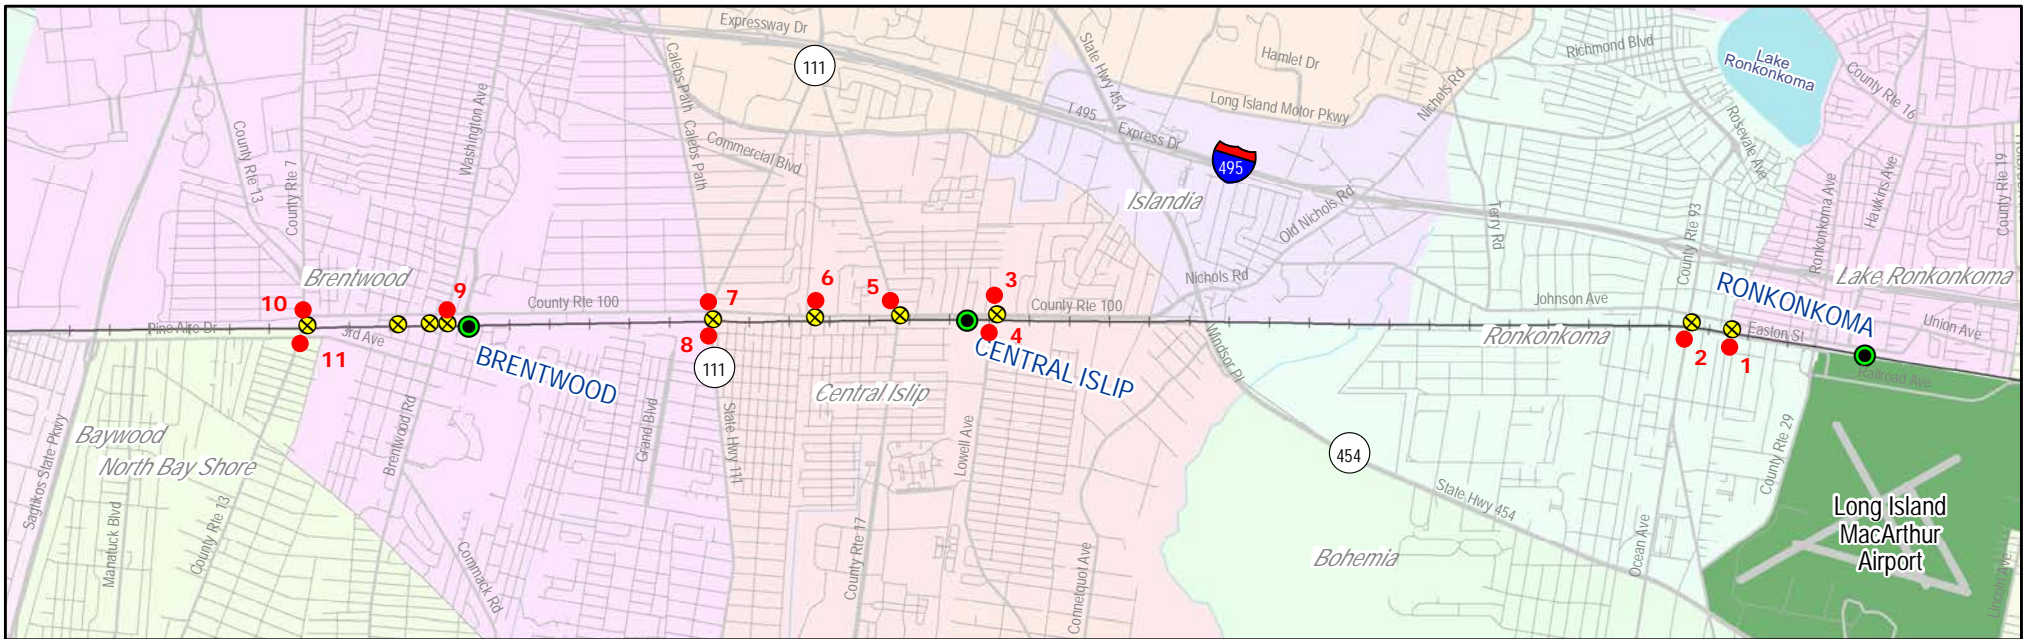 Expressway Dr
111
Calebs Path
Calebs Path
State Hwy 454
Hamlet Dr
Richmond Blvd
Lake
Ronkonkoma
County Rte 16
Nichols Rd
Long Island Motor Pkwy
I 495
Express Dr
495
Commercial Blvd
Washington Ave
County Rte 13
County Rte 7
Rosevale Ave
County Rte 19
Hawkins Ave
Ronkonkoma Ave
County Rte 93
Terry Rd
Old Nichols Rd
Islandia
Nichols Rd
Brentwood
Lake Ronkonkoma
RONKONKOMA
Johnson Ave
County Rte 100
County Rte 100
10
9
7
6
5
3
Pine Aire Dr
3rd Ave
Easton St
Union Ave
Ronkonkoma
Windsor Pl
11
8
4
2
1
BRENTWOOD
111
CENTRAL ISLIP
Central Islip
Railroad Ave
Baywood
North Bay Shore
Sagtikos State Pkwy
Brentwood Rd
Grand Blvd
State Hwy 111
Lowell Ave
454
County Rte 29
State Hwy 454
Long Island
MacArthur
Airport
Manatuck Blvd
County Rte 13
Commack Rd
County Rte 17
Connetquot Ave
Bohemia
Ocean Ave
Lincoln Ave